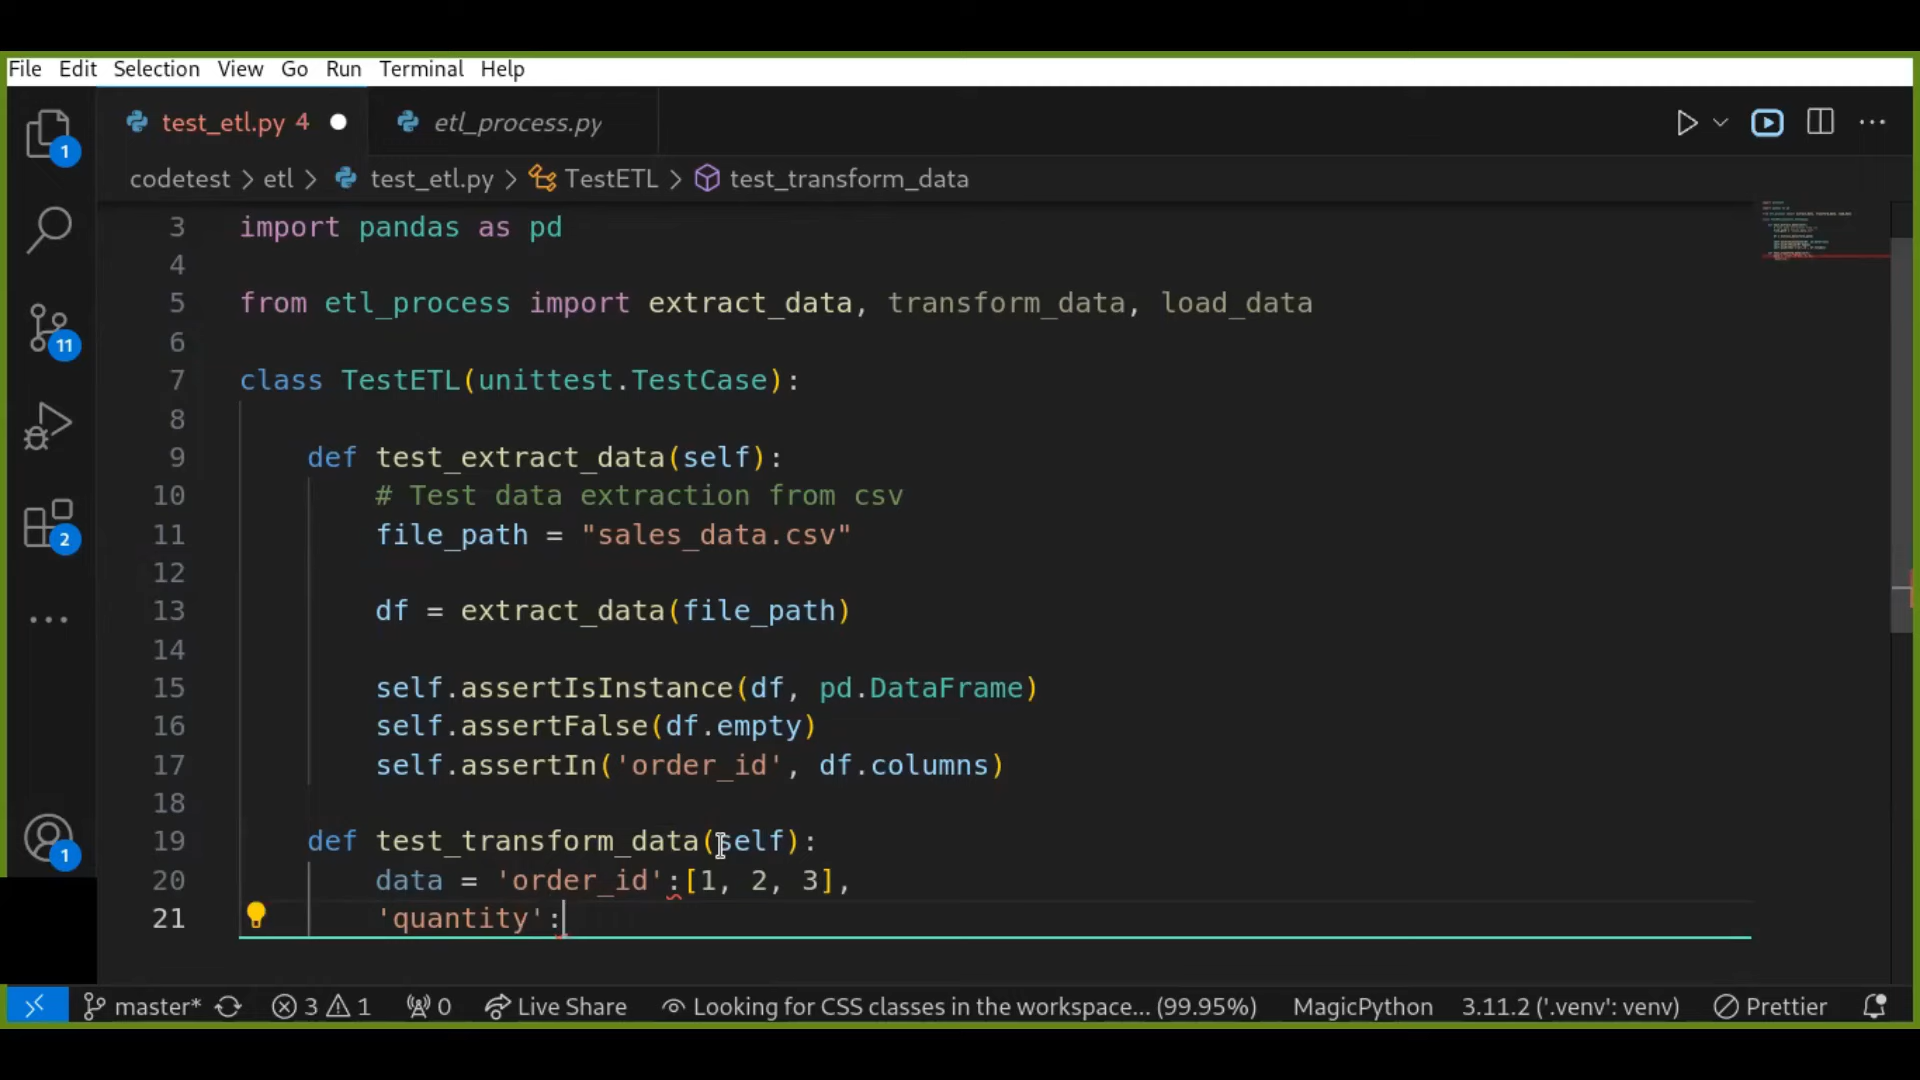 File Edit Selection View Go Run Terminal Help
test_etl.py 4 etl_process.py
codetest > etl > test_etl.py > TestETL > test_transform_data
3 import pandas as pd
4
5 from etl_process import extract_data, transform_data, load_data
6
7 class TestETL(unittest.TestCase):
8
9 def test_extract_data(self):
10 # Test data extraction from csv
11 file_path = "sales_data.csv"
12
13 df = extract_data(file_path)
14
15 self.assertIsInstance(df, pd.DataFrame)
16 self.assertFalse(df.empty)
17 self.assertIn('order_id', df.columns)
18
19 def test_transform_data(self):
20 data = 'order_id':[1, 2, 3],
21 'quantity':
1
11
2
1
master* 3 1 0 Live Share Looking for CSS classes in the workspace... (99.95%) MagicPython 3.11.2 ('.venv': venv) Prettier